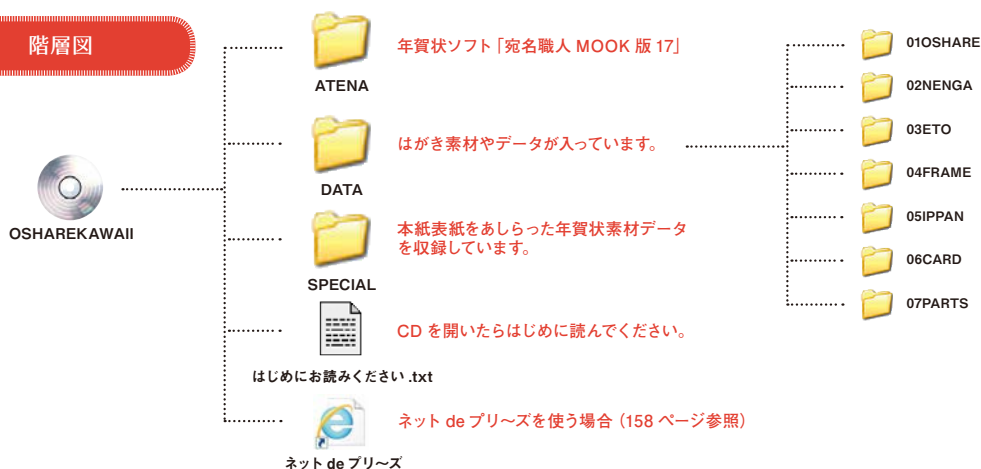 階層図
OSHAREKAWAII
ATENA
年賀状ソフト「宛名職人 MOOK 版 17」
DATA
はがき素材やデータが入っています。
SPECIAL
本紙表紙をあしらった年賀状素材データ
を収録しています。
はじめにお読みください .txt
CD を開いたらはじめに読んでください。
ネット de プリ〜ズ
ネット de プリ〜ズを使う場合(158 ページ参照)
01OSHARE
02NENGA
03ETO
04FRAME
05IPPAN
06CARD
07PARTS